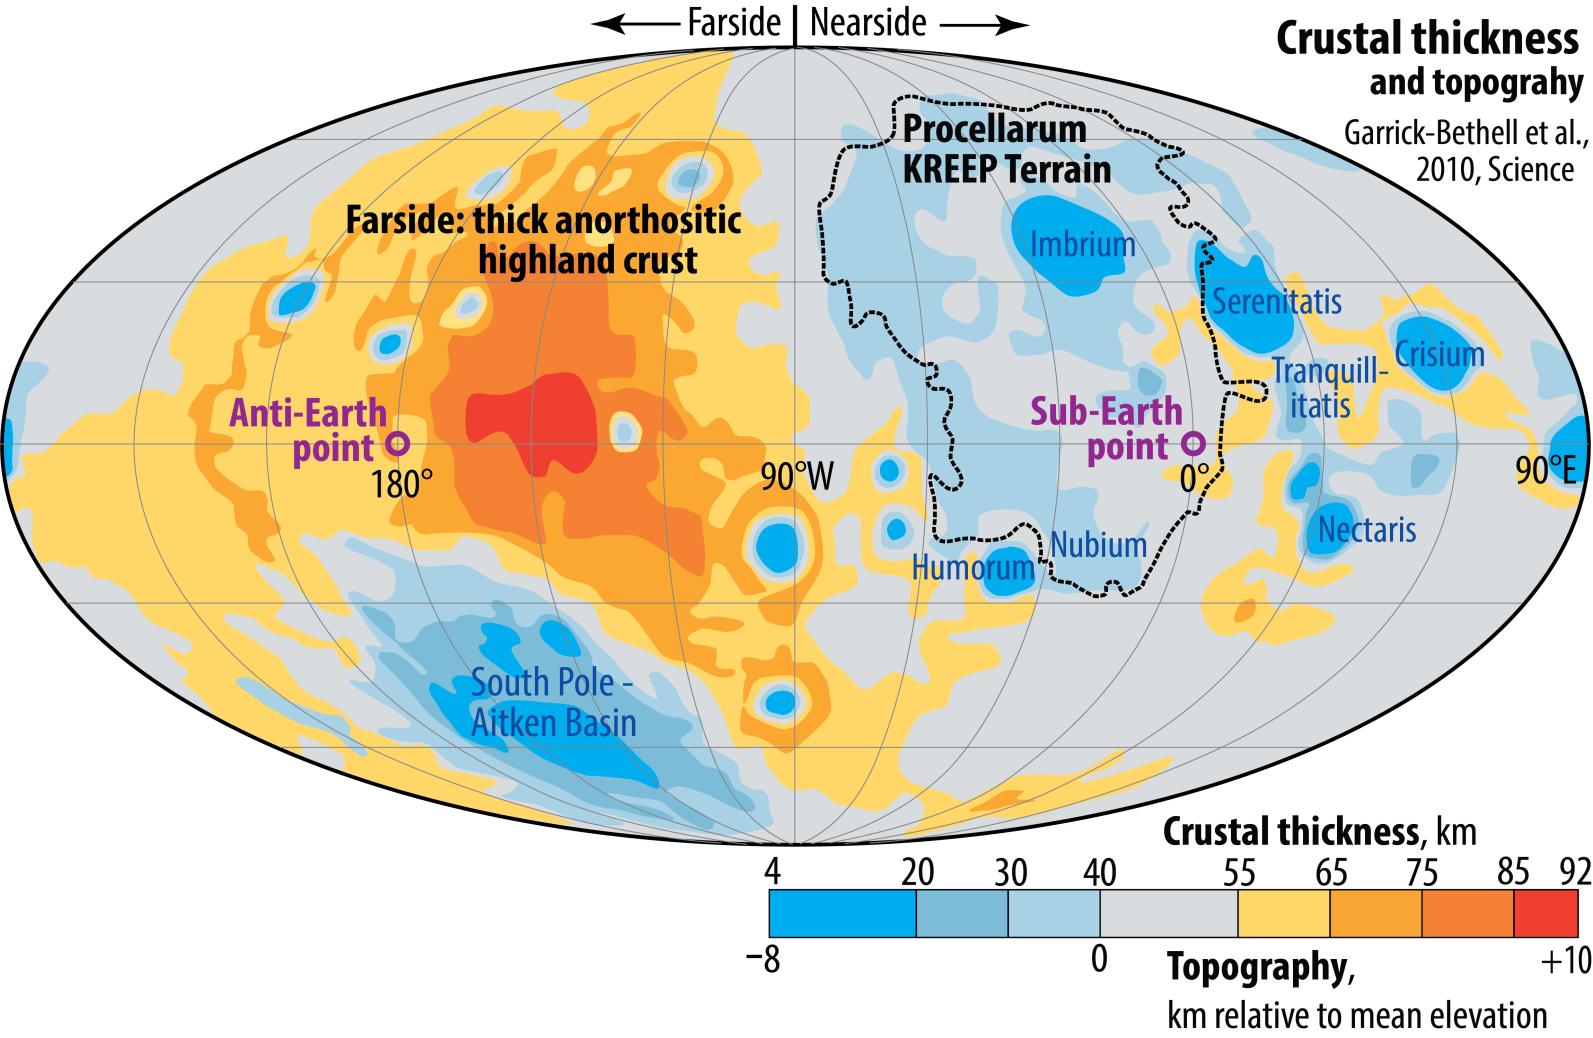 Farside Nearside
Crustal thickness
and topograhy
Garrick-Bethell et al.,
2010, Science
Procellarum
KREEP Terrain
Farside: thick anorthositic
highland crust
Imbrium
Serenitatis
Crisium
Tranquill-
itatis
Anti-Earth
point
180°
Sub-Earth
point
0°
90°W
90°E
Nectaris
Nubium
Humorum
South Pole -
Aitken Basin
Crustal thickness, km
4 20 30 40 55 65 75 85 92
−8 0 +10
Topography,
km relative to mean elevation